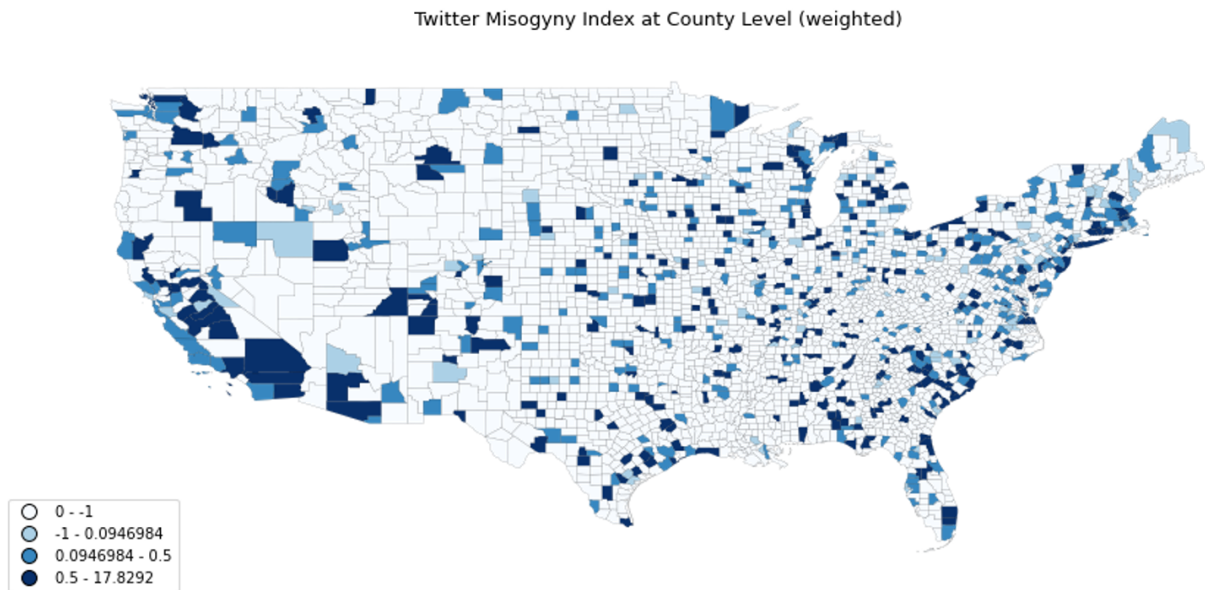 Twitter Misogyny Index at County Level (weighted)
0 - -1
-1 - 0.0946984
0.0946984 - 0.5
0.5 - 17.8292